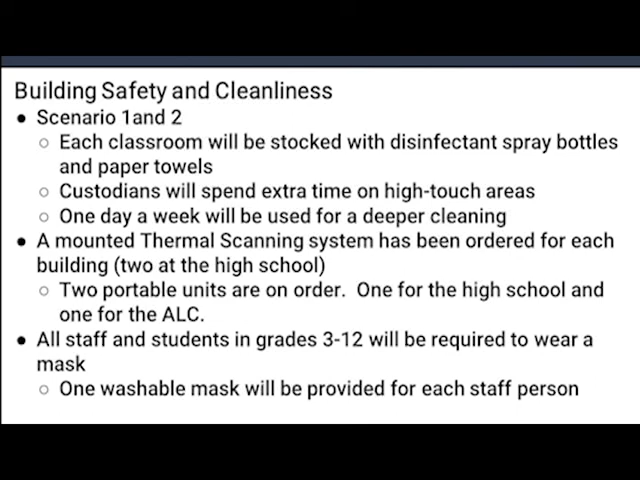 Building Safety and Cleanliness
● Scenario 1and 2
○ Each classroom will be stocked with disinfectant spray bottles
and paper towels
○ Custodians will spend extra time on high-touch areas
○ One day a week will be used for a deeper cleaning
● A mounted Thermal Scanning system has been ordered for each
building (two at the high school)
○ Two portable units are on order.  One for the high school and
one for the ALC.
● All staff and students in grades 3-12 will be required to wear a
mask
○ One washable mask will be provided for each staff person